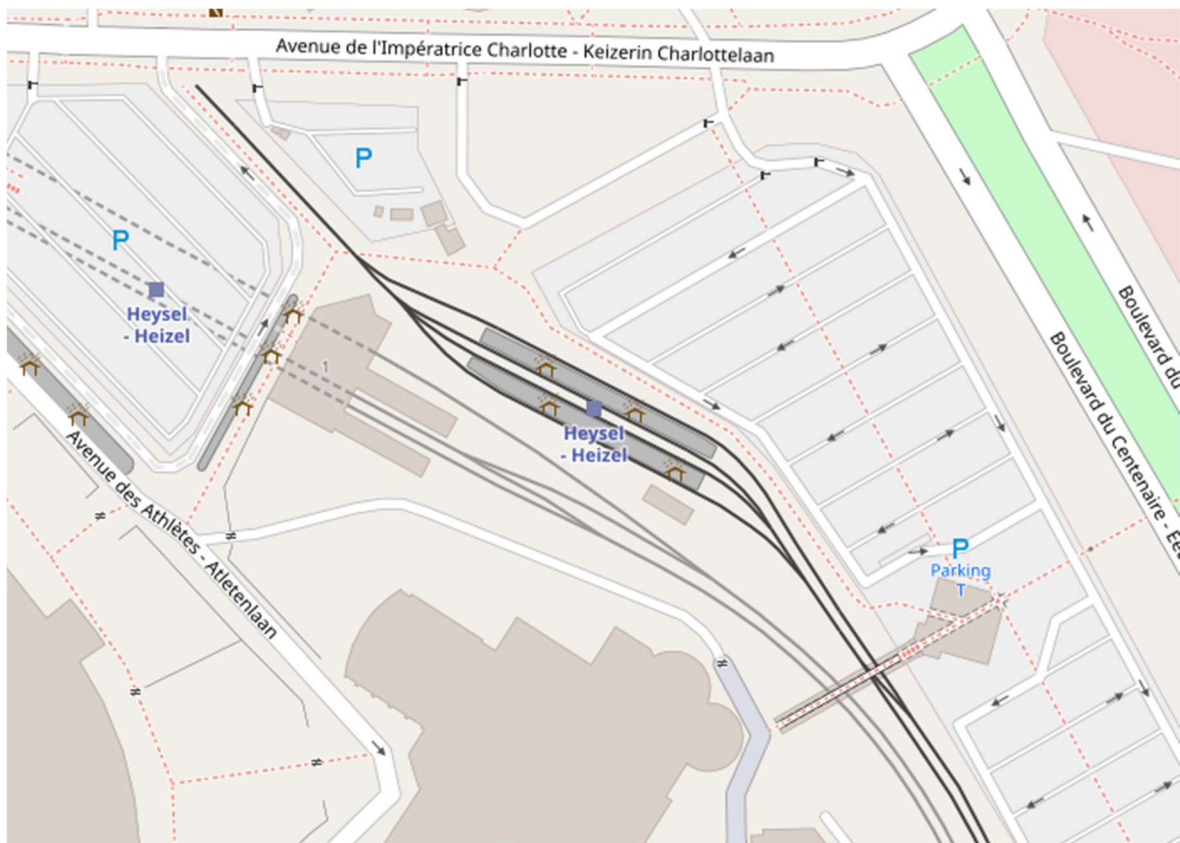 Avenue de l'Impératrice Charlotte - Keizerin Charlottelaan
P
P
Heysel
- Heizel
1
Heysel
- Heizel
Boulevard du
Boulevard du Centenaire -
Avenue des Athlètes - Atletenlaan
P
Parking
T